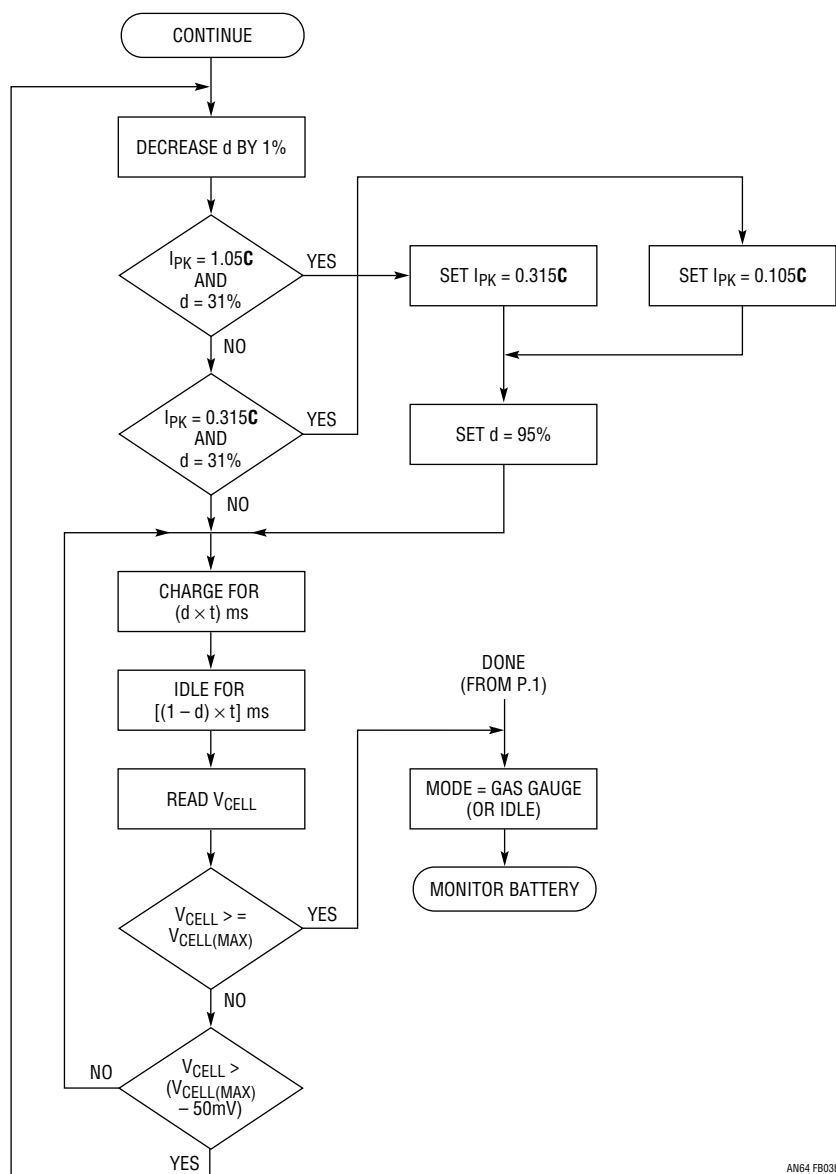 CONTINUE
DECREASE d BY 1%
I_PK = 1.05C
AND
d = 31%
YES
NO
SET I_PK = 0.315C
SET I_PK = 0.105C
I_PK = 0.315C
AND
d = 31%
YES
NO
SET d = 95%
CHARGE FOR
(d × t) ms
IDLE FOR
[(1 – d) × t] ms
READ V_CELL
DONE
(FROM P.1)
MODE = GAS GAUGE
(OR IDLE)
MONITOR BATTERY
V_CELL > =
V_CELL(MAX)
YES
NO
V_CELL >
(V_CELL(MAX)
– 50mV)
NO
YES